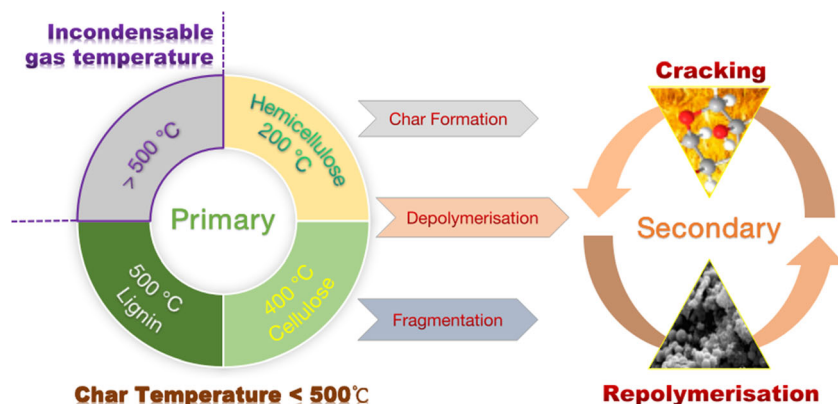 Incondensable
gas temperature
> 500 °C
Hemicellulose
200 °C
Primary
500 °C
Lignin
400 °C
Cellulose
Char Temperature < 500℃
Char Formation
Depolymerisation
Fragmentation
Cracking
Secondary
Repolymerisation